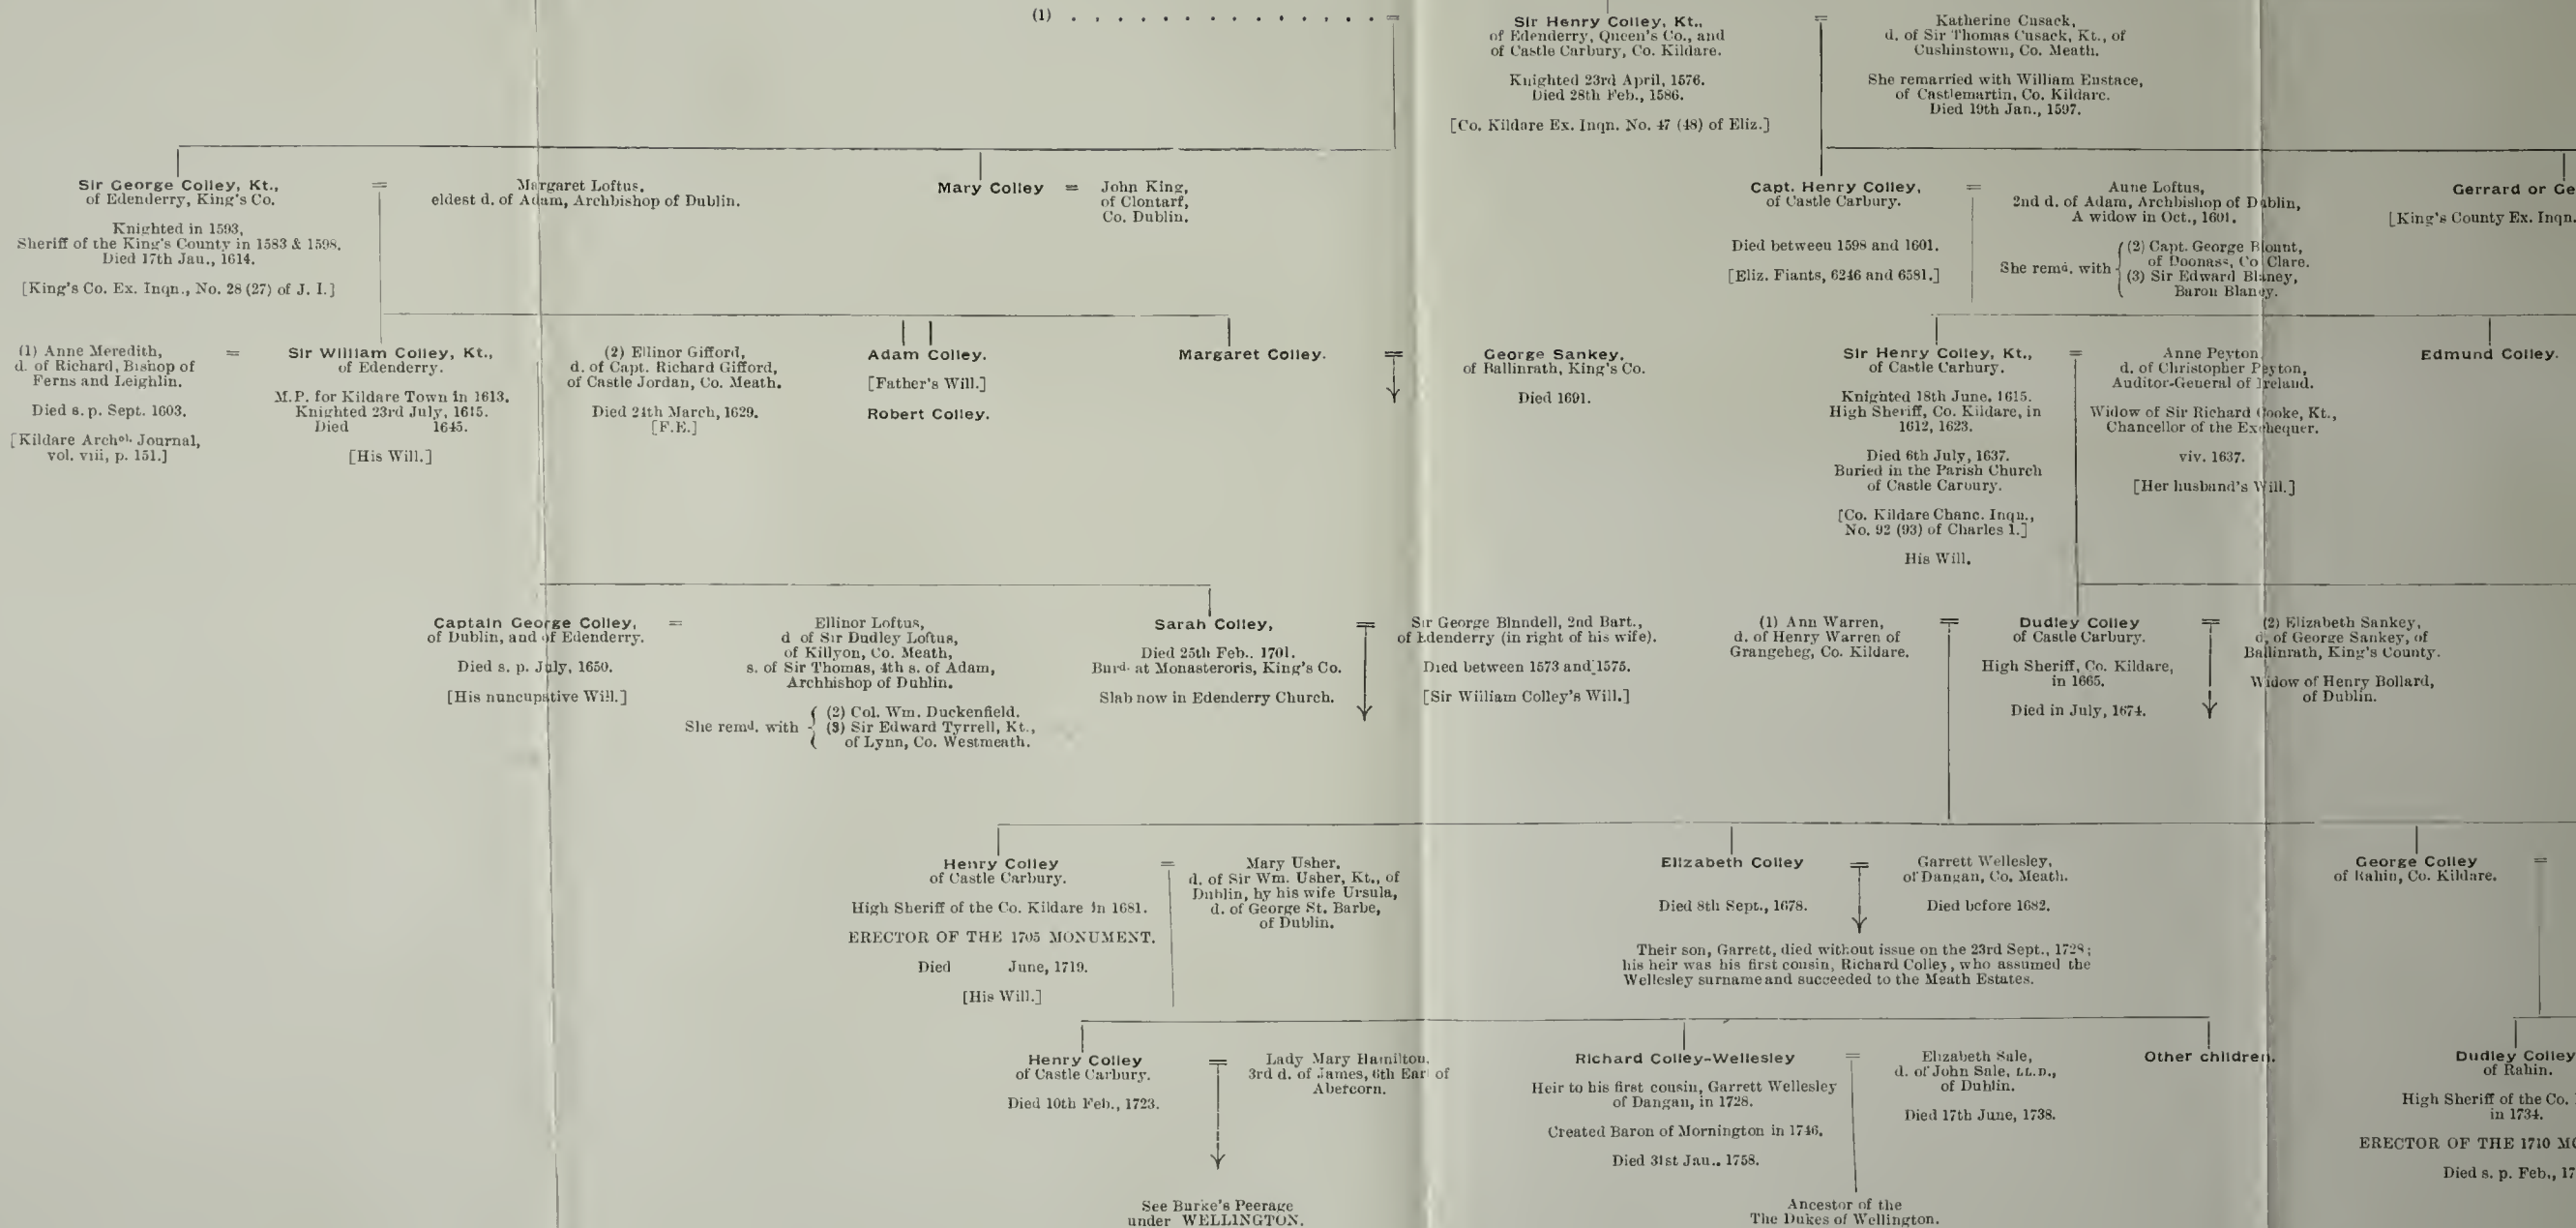 (1) . . . . . . . . . . . . . . =
Sir Henry Colley, Kt.,
of Edenderry, Queen's Co., and
of Castle Carbury, Co. Kildare.
Knighted 23rd April, 1576.
Died 28th Feb., 1586.
[Co. Kildare Ex. Inqn. No. 47 (48) of Eliz.]
=
Katherine Cusack,
d. of Sir Thomas Cusack, Kt., of
Cushinstown, Co. Meath.
She remarried with William Eustace,
of Castlemartin, Co. Kildare.
Died 19th Jan., 1597.
Sir George Colley, Kt.,
of Edenderry, King's Co.
Knighted in 1593,
Sheriff of the King's County in 1583 & 1598.
Died 17th Jan., 1614.
[King's Co. Ex. Inqn., No. 28 (27) of J. I.]
=
Margaret Loftus,
eldest d. of Adam, Archbishop of Dublin.
Mary Colley =
John King,
of Clontarf,
Co. Dublin.
Capt. Henry Colley,
of Castle Carbury.
Died between 1598 and 1601.
[Eliz. Fiants, 6246 and 6581.]
=
Anne Loftus,
2nd d. of Adam, Archbishop of Dublin,
A widow in Oct., 1601.
She remd. with
(2) Capt. George Blount,
of Doonass, Co Clare.
(3) Sir Edward Blaney,
Baron Blaney.
Gerrard or Ge
[King's County Ex. Inqn.
(1) Anne Meredith,
d. of Richard, Bishop of
Ferns and Leighlin.
Died s. p. Sept. 1603.
[Kildare Archol. Journal,
vol. viii, p. 151.]
=
Sir William Colley, Kt.,
of Edenderry.
M.P. for Kildare Town in 1613.
Knighted 23rd July, 1615.
Died 1645.
[His Will.]
(2) Ellinor Gifford,
d. of Capt. Richard Gifford,
of Castle Jordan, Co. Meath.
Died 24th March, 1629.
[F.E.]
Adam Colley.
[Father's Will.]
Robert Colley.
Margaret Colley.
=
George Sankey,
of Ballinrath, King's Co.
Died 1691.
Sir Henry Colley, Kt.,
of Castle Carbury.
Knighted 18th June, 1615.
High Sheriff, Co. Kildare, in
1612, 1623.
Died 6th July, 1637.
Buried in the Parish Church
of Castle Carbury.
[Co. Kildare Chanc. Inqn.,
No. 92 (93) of Charles I.]
His Will.
=
Anne Peyton,
d. of Christopher Peyton,
Auditor-General of Ireland.
Widow of Sir Richard Cooke, Kt.,
Chancellor of the Exchequer.
viv. 1637.
[Her husband's Will.]
Edmund Colley.
Captain George Colley,
of Dublin, and of Edenderry.
Died s. p. July, 1650.
[His nuncupative Will.]
=
Ellinor Loftus,
d of Sir Dudley Loftus,
of Killyon, Co. Meath,
s. of Sir Thomas, 4th s. of Adam,
Archbishop of Dublin.
She remd. with
(2) Col. Wm. Duckenfield.
(3) Sir Edward Tyrrell, Kt.,
of Lynn, Co. Westmeath.
Sarah Colley,
Died 25th Feb.. 1701.
Burd. at Monasteroris, King's Co.
Slab now in Edenderry Church.
=
Sir George Blundell, 2nd Bart.,
of Edenderry (in right of his wife).
Died between 1573 and 1575.
[Sir William Colley's Will.]
(1) Ann Warren,
d. of Henry Warren of
Grangebeg, Co. Kildare.
=
Dudley Colley
of Castle Carbury.
High Sheriff, Co. Kildare,
in 1665.
Died in July, 1674.
=
(2) Elizabeth Sankey,
d. of George Sankey, of
Ballinrath, King's County.
Widow of Henry Bollard,
of Dublin.
Henry Colley
of Castle Carbury.
High Sheriff of the Co. Kildare in 1681.
ERECTOR OF THE 1705 MONUMENT.
Died June, 1719.
[His Will.]
=
Mary Usher.
d. of Sir Wm. Usher, Kt., of
Dublin, by his wife Ursula,
d. of George St. Barbe,
of Dublin.
Elizabeth Colley
Died 8th Sept., 1678.
=
Garrett Wellesley,
of Dangan, Co. Meath.
Died before 1682.
Their son, Garrett, died without issue on the 23rd Sept., 1728;
his heir was his first cousin, Richard Colley, who assumed the
Wellesley surname and succeeded to the Meath Estates.
George Colley
of Rahin, Co. Kildare.
=
Henry Colley
of Castle Carbury.
Died 10th Feb., 1723.
=
Lady Mary Hamilton,
3rd d. of James, 6th Earl of
Abercorn.
See Burke's Peerage
under WELLINGTON.
Richard Colley-Wellesley
Heir to his first cousin, Garrett Wellesley
of Dangan, in 1728.
Created Baron of Mornington in 1746.
Died 31st Jan., 1758.
=
Elizabeth Sale,
d. of John Sale, LL.D.,
of Dublin.
Died 17th June, 1738.
Ancestor of the
The Dukes of Wellington.
Other children.
Dudley Colley
of Rahin.
High Sheriff of the Co.
in 1734.
ERECTOR OF THE 1710 MO
Died s. p. Feb., 17